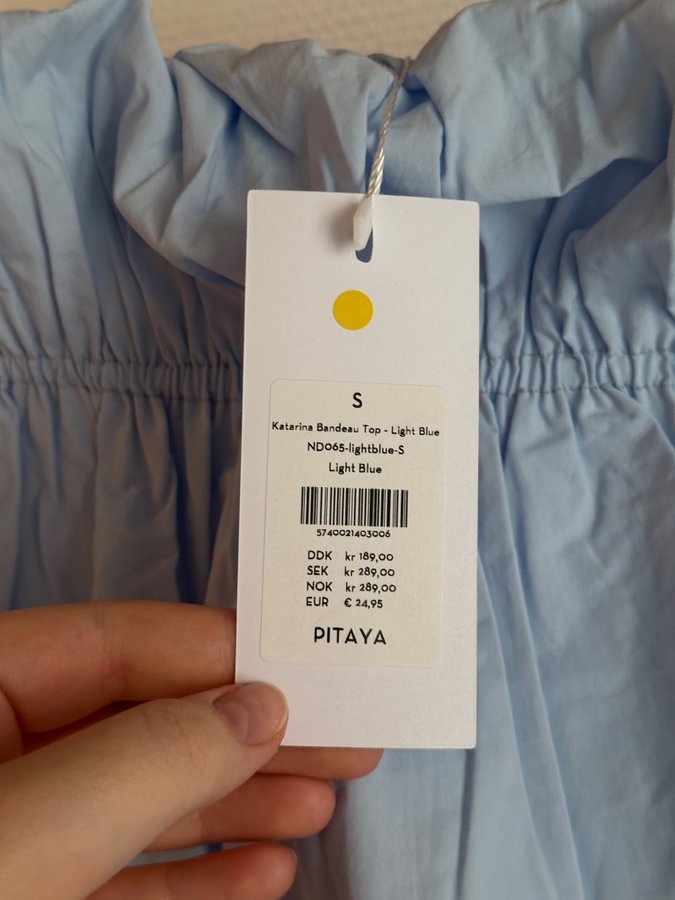 S
Katarina Bandeau Top - Light Blue
ND065-lightblue-S
Light Blue
5740021403006
DDK kr 189,00
SEK kr 289,00
NOK kr 289,00
EUR € 24,95
PITAYA